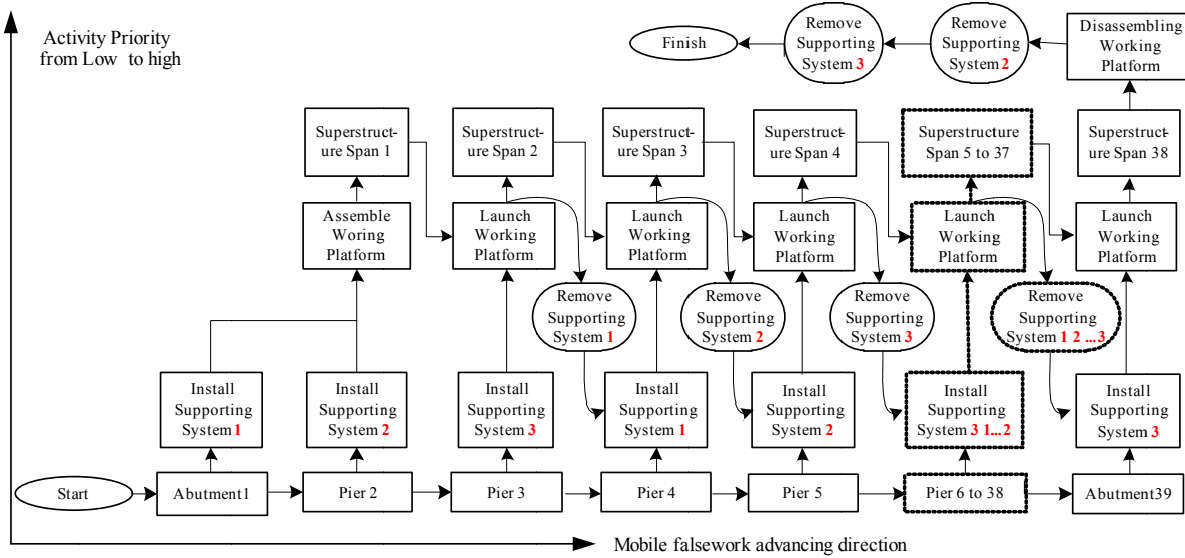 Activity Priority
from Low to high
Finish
Remove
Supporting
System 3
Remove
Supporting
System 2
Disassembling
Working
Platform
Superstruct-
ure Span 1
Superstruct-
ure Span 2
Superstruct-
ure Span 3
Superstruct-
ure Span 4
Superstructure
Span 5 to 37
Superstruct-
ure Span 38
Assemble
Woring
Platform
Launch
Working
Platform
Launch
Working
Platform
Launch
Working
Platform
Launch
Working
Platform
Launch
Working
Platform
Remove
Supporting
System 1
Remove
Supporting
System 2
Remove
Supporting
System 3
Remove
Supporting
System 1 2 ...3
Install
Supporting
System 1
Install
Supporting
System 2
Install
Supporting
System 3
Install
Supporting
System 1
Install
Supporting
System 2
Install
Supporting
System 3 1...2
Install
Supporting
System 3
Start
Abutment1
Pier 2
Pier 3
Pier 4
Pier 5
Pier 6 to 38
Abutment39
Mobile falsework advancing direction